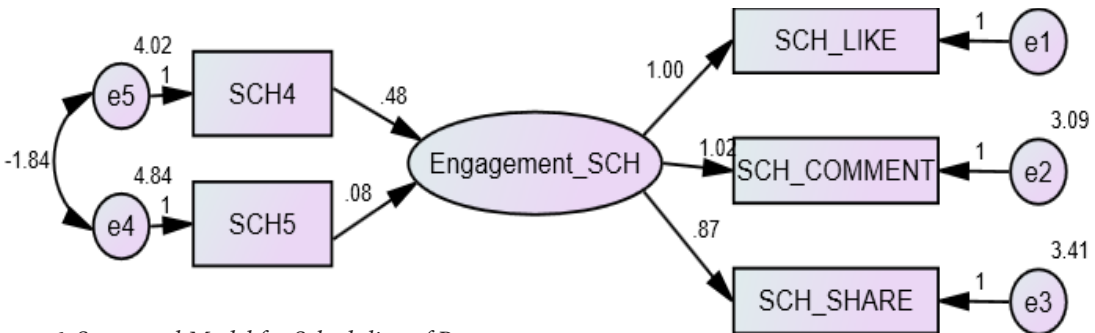 4.02
e5
1
SCH4
.48
-1.84
4.84
e4
1
SCH5
.08
Engagement_SCH
1.00
SCH_LIKE
1
e1
1.02
SCH_COMMENT
1
3.09
e2
.87
SCH_SHARE
1
3.41
e3